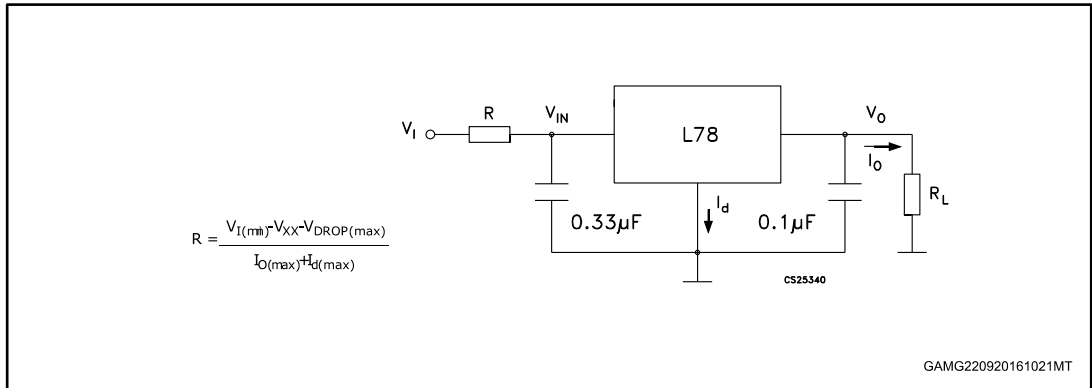 R
V_IN
V_O
V_I
L78
I_O
R_L
I_d
0.33µF
0.1µF
R = V_I(min)-V_XX-V_DROP(max)
I_O(max)+I_d(max)
CS25340
GAMG220920161021MT